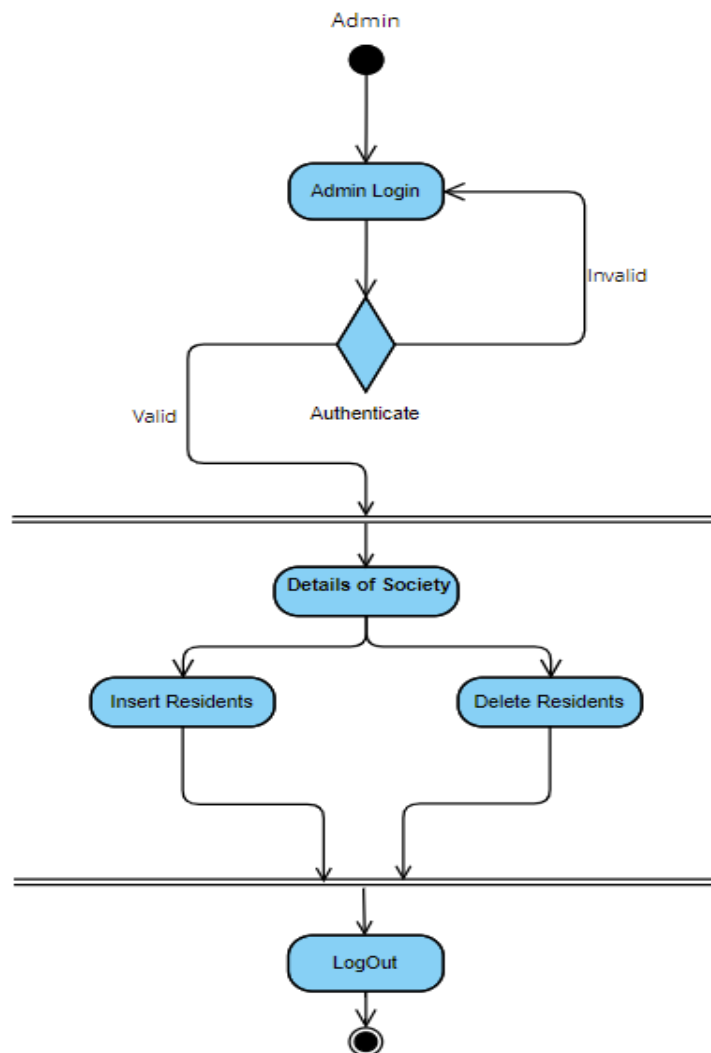 Admin
Admin Login
Invalid
Valid
Authenticate
Details of Society
Insert Residents
Delete Residents
LogOut